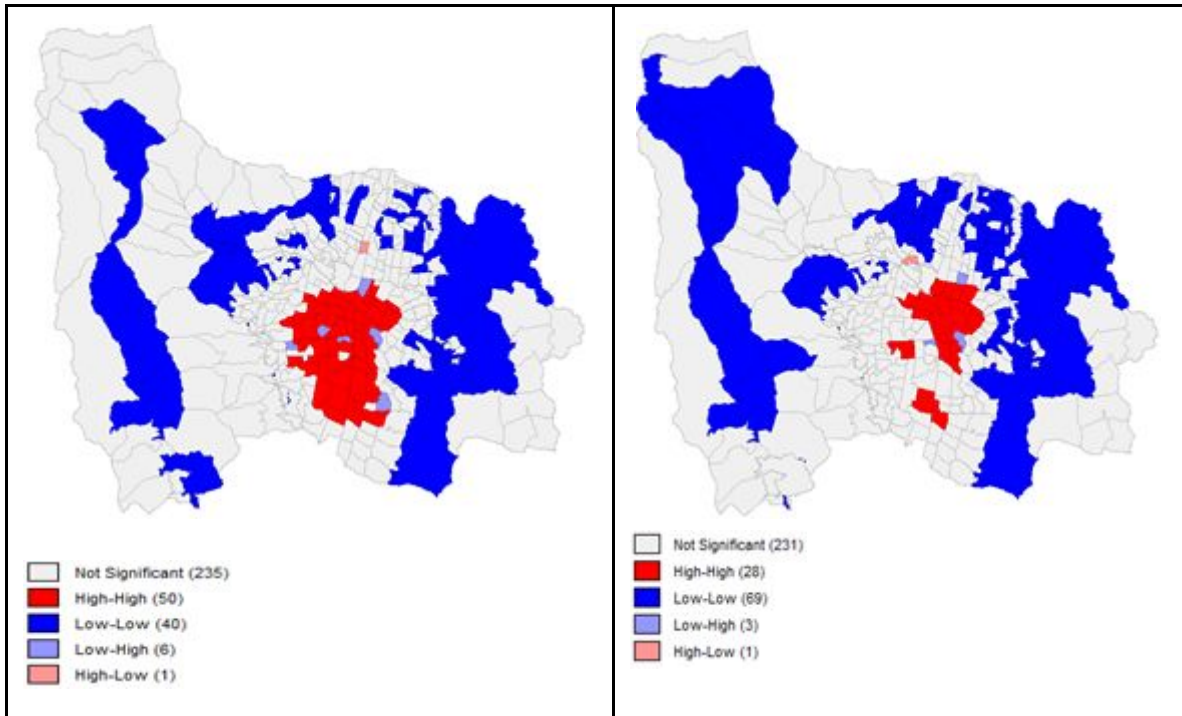 Not Significant (235)
High-High (50)
Low-Low (40)
Low-High (6)
High-Low (1)
Not Significant (231)
High-High (28)
Low-Low (69)
Low-High (3)
High-Low (1)